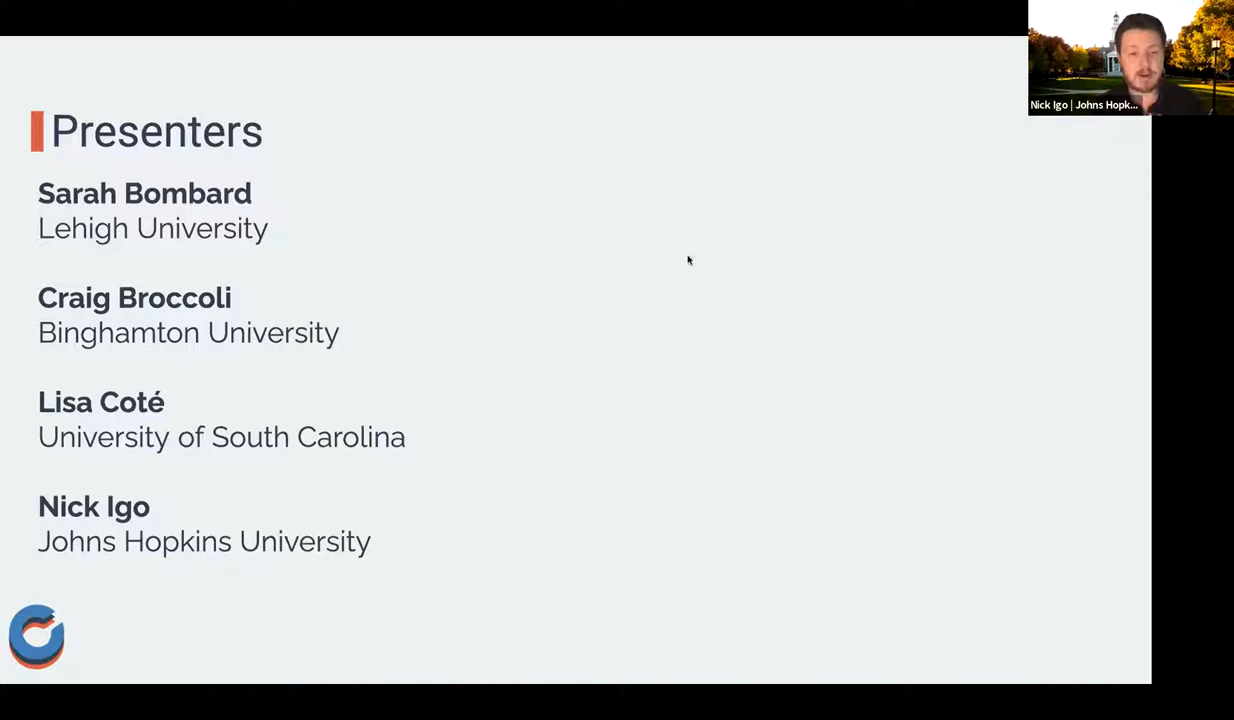 Nick Igo | Johns Hopk...
Presenters
Sarah Bombard
Lehigh University
Craig Broccoli
Binghamton University
Lisa Coté
University of South Carolina
Nick Igo
Johns Hopkins University